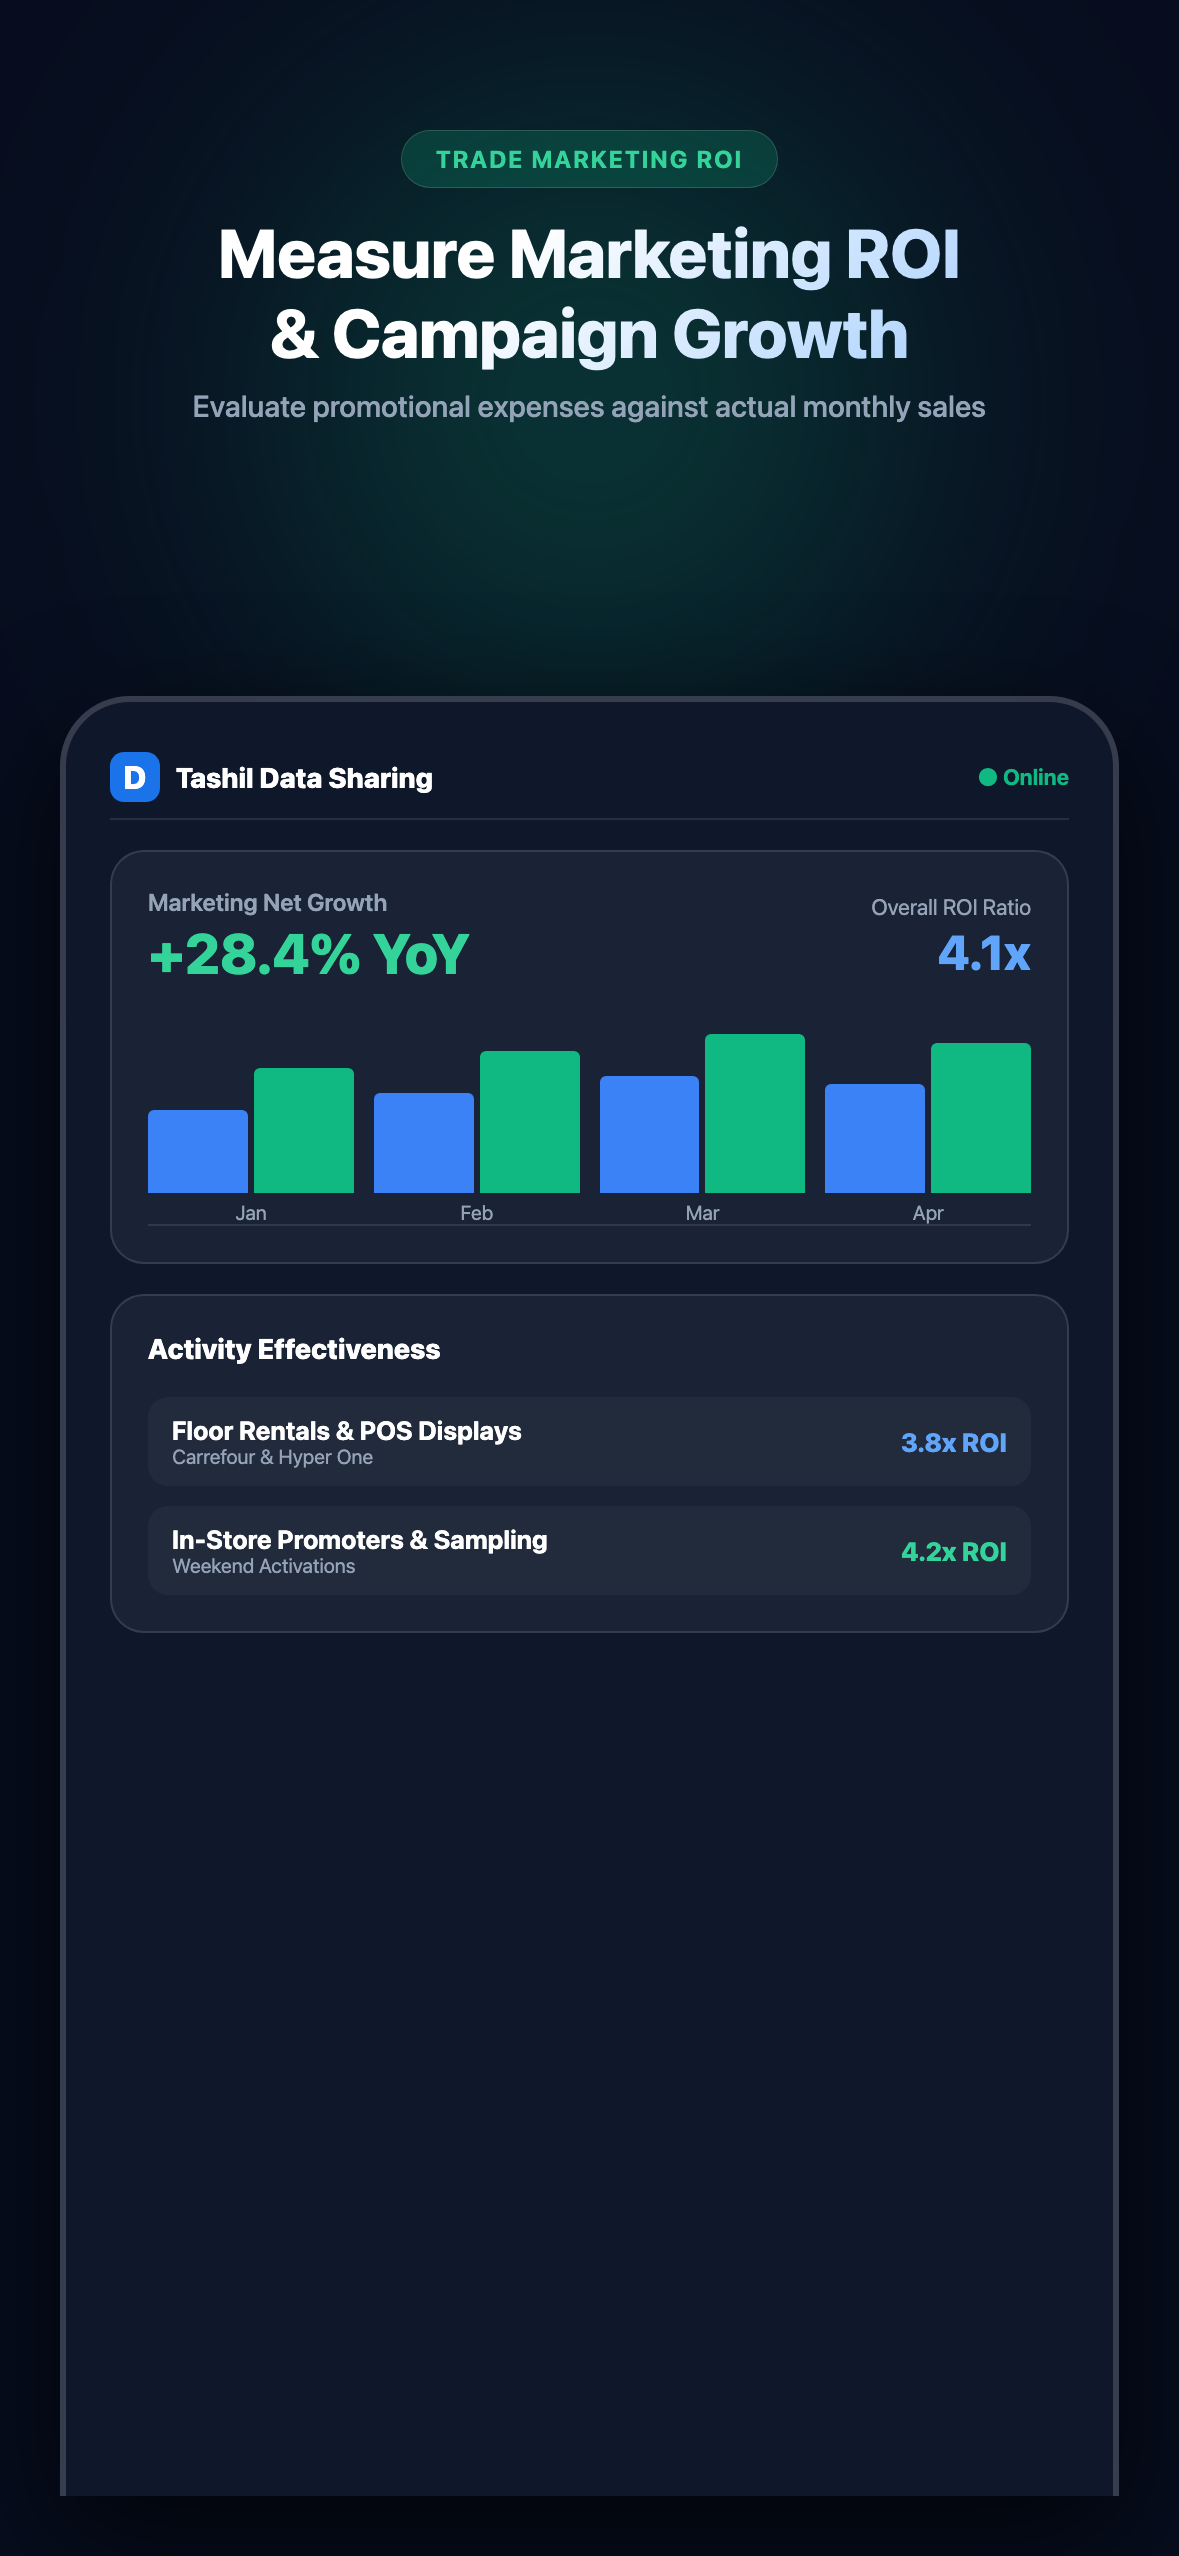 TRADE MARKETING ROI
Measure Marketing ROI
& Campaign Growth
Evaluate promotional expenses against actual monthly sales
D Tashil Data Sharing
Online
Marketing Net Growth
+28.4% YoY
Overall ROI Ratio
4.1x
Jan Feb Mar Apr
Activity Effectiveness
Floor Rentals & POS Displays
Carrefour & Hyper One
3.8x ROI
In-Store Promoters & Sampling
Weekend Activations
4.2x ROI